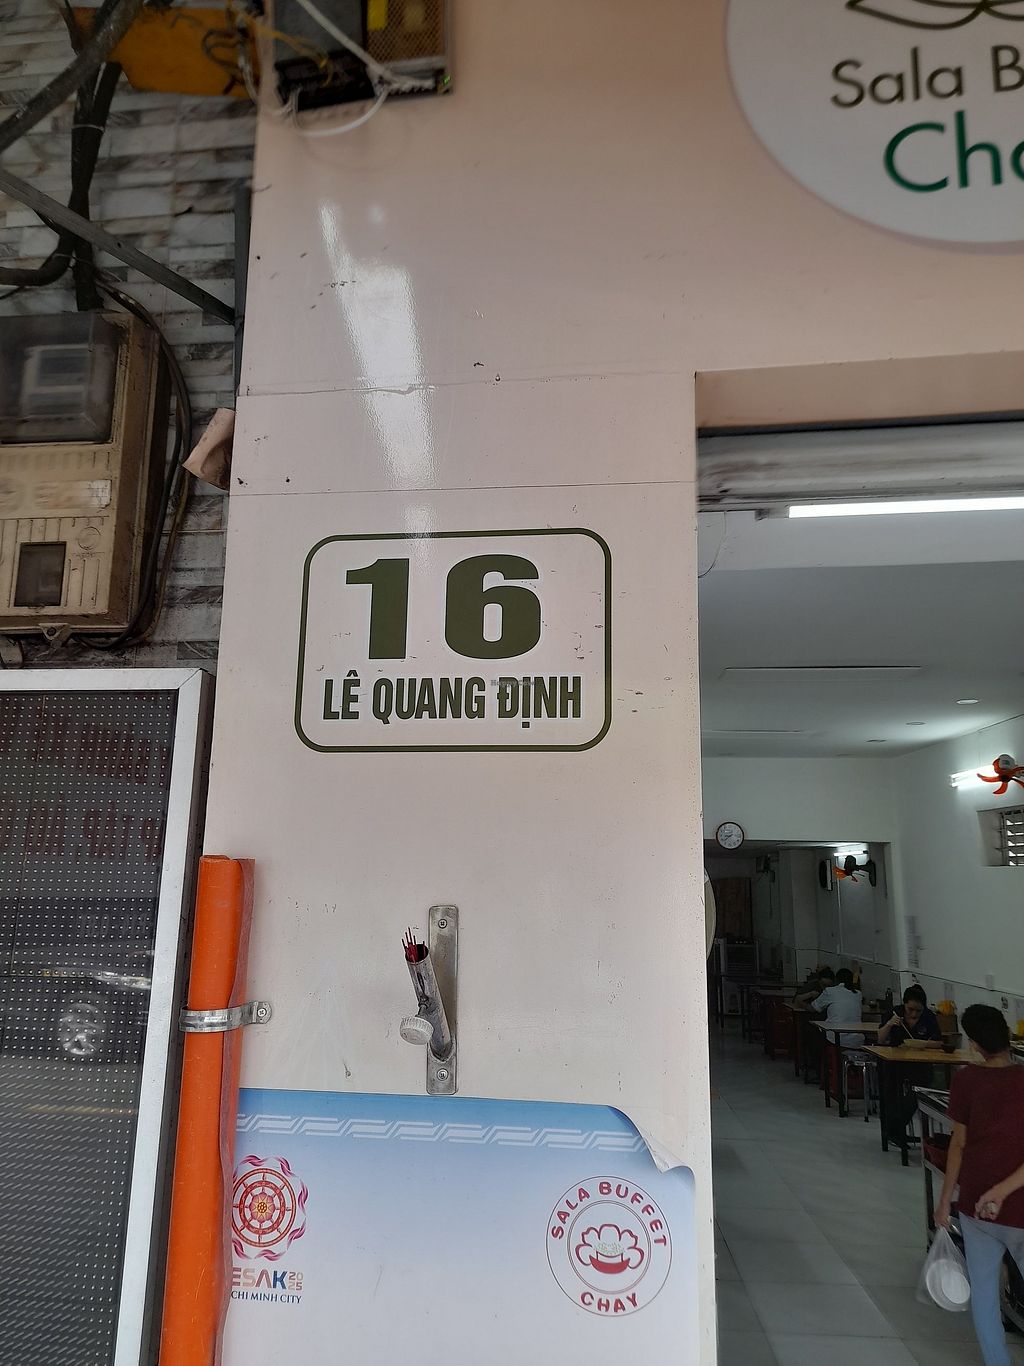 Sala B
Cha
16
LÊ QUANG ĐỊNH
ESAK 2025
CHI MINH CITY
SALA BUFFET
CHAY